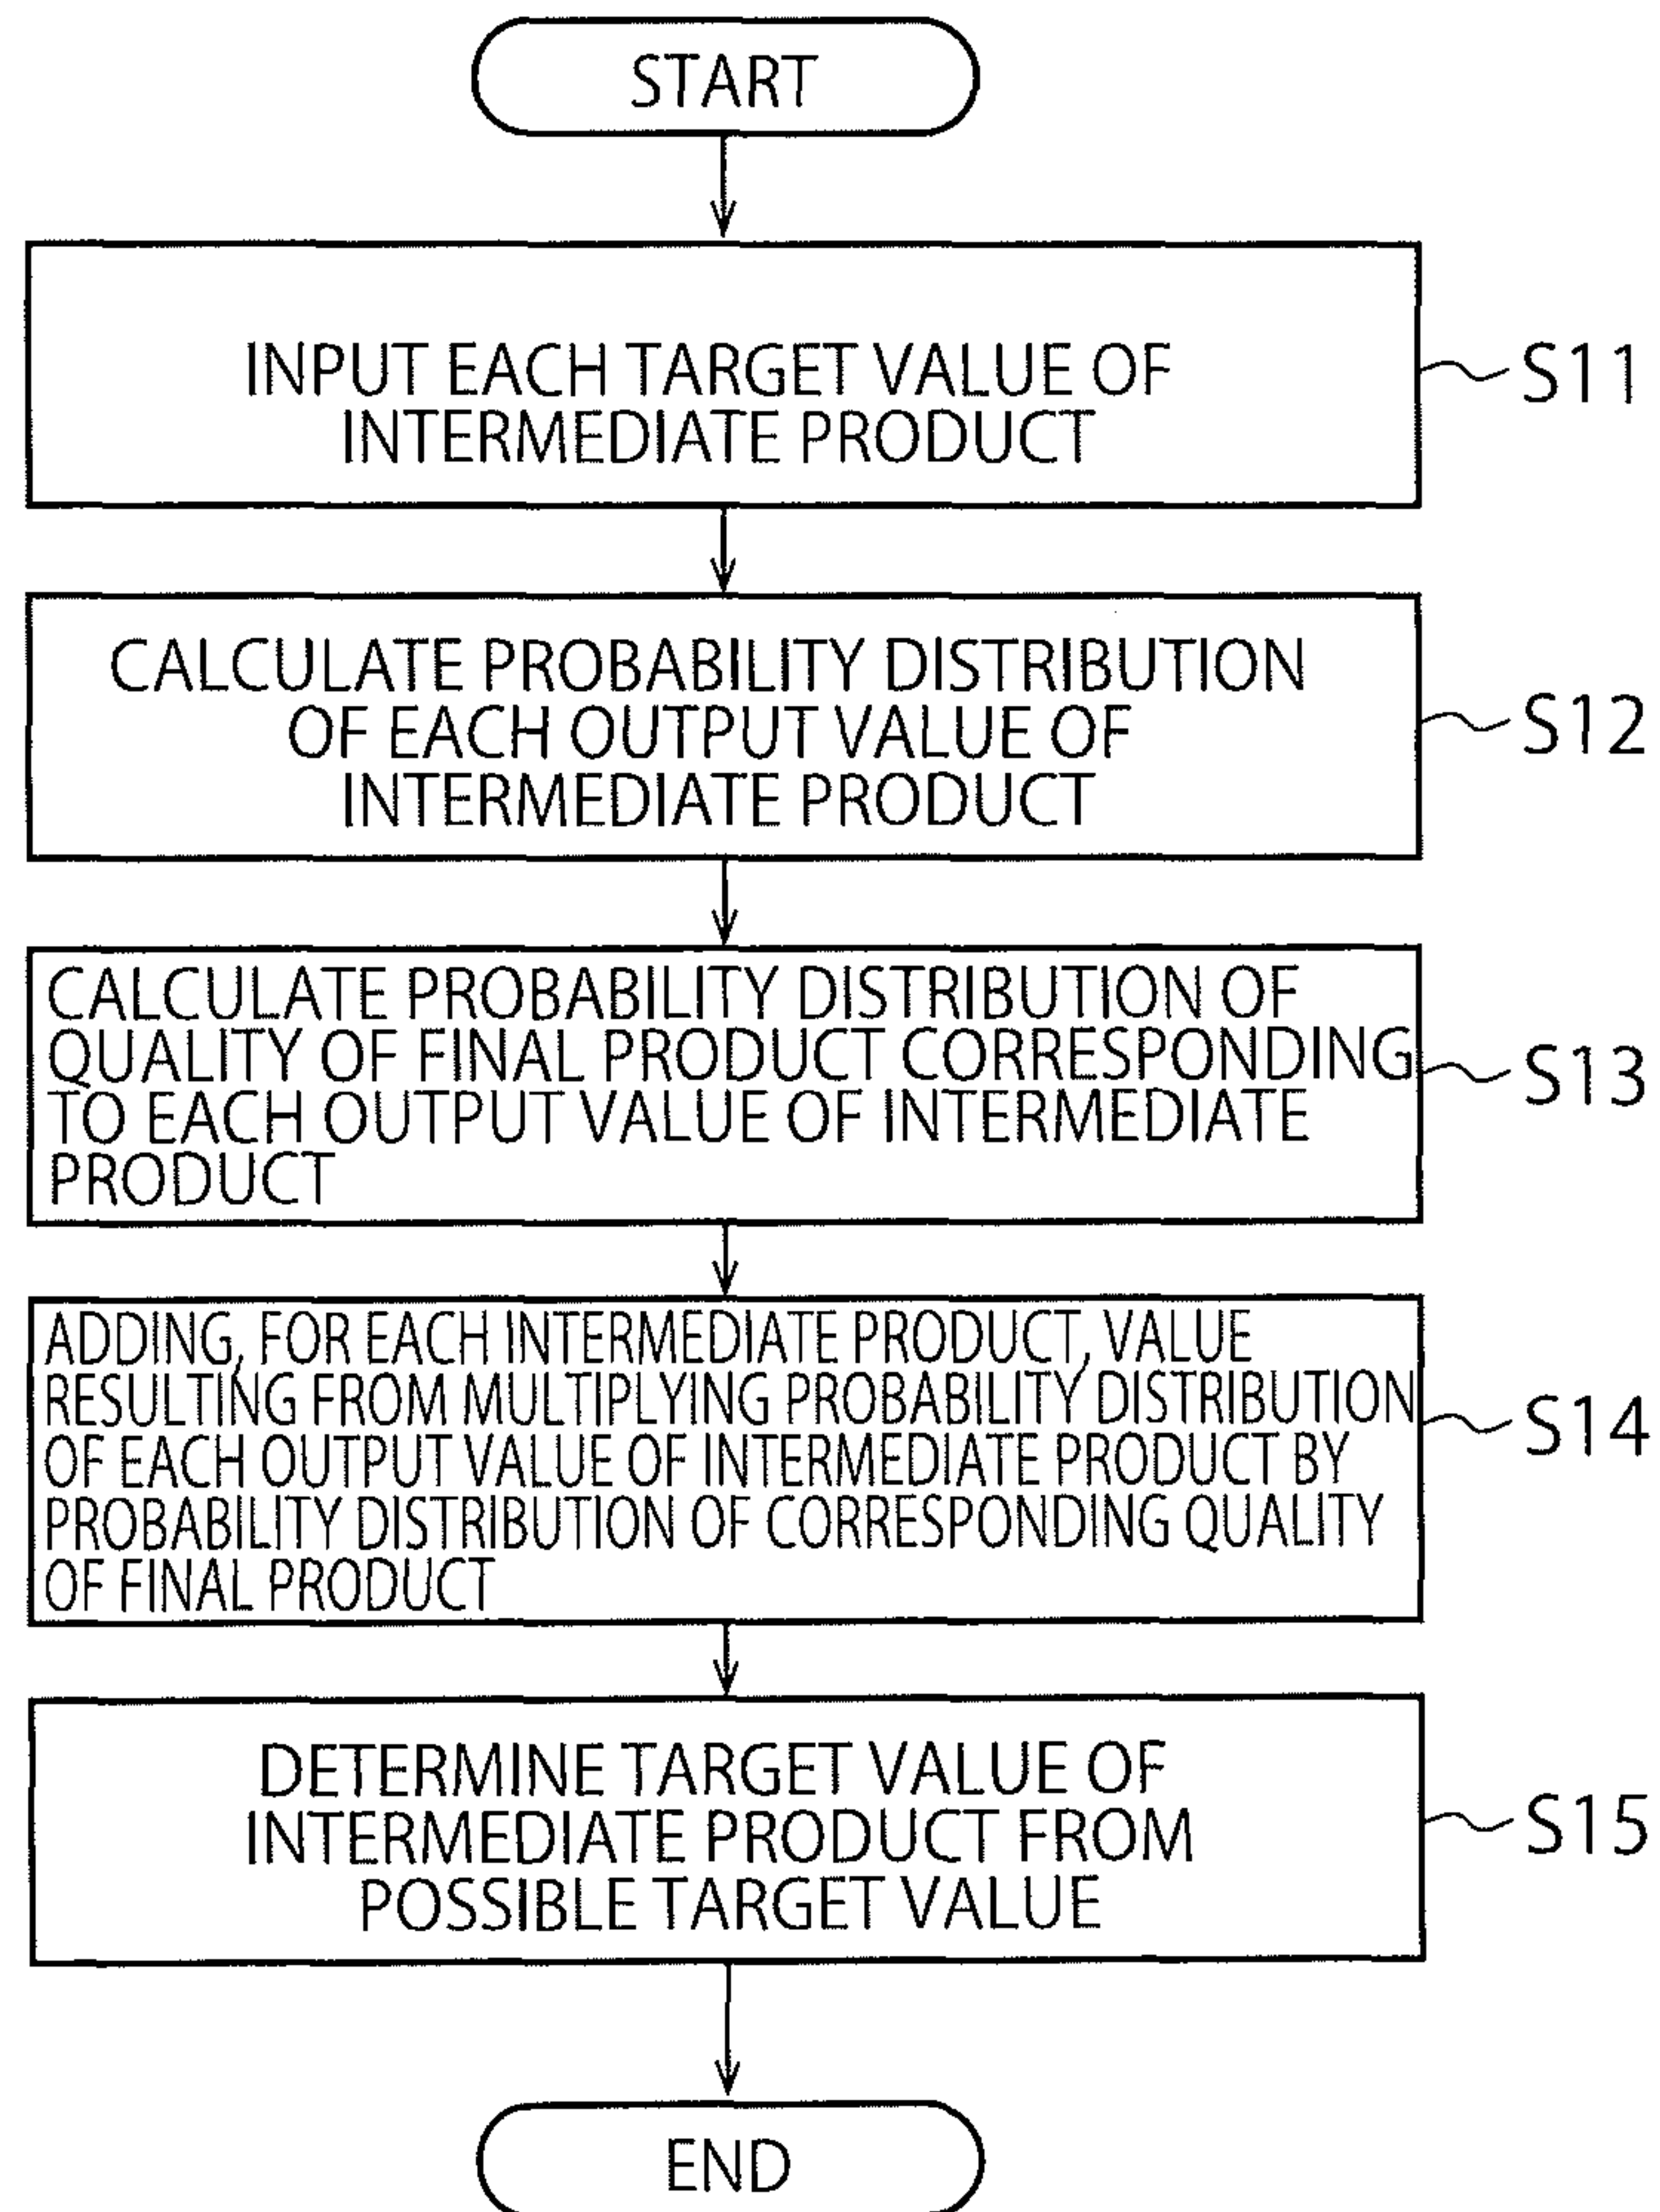 START
INPUT EACH TARGET VALUE OF
INTERMEDIATE PRODUCT
S11
CALCULATE PROBABILITY DISTRIBUTION
OF EACH OUTPUT VALUE OF
INTERMEDIATE PRODUCT
S12
CALCULATE PROBABILITY DISTRIBUTION OF
QUALITY OF FINAL PRODUCT CORRESPONDING
TO EACH OUTPUT VALUE OF INTERMEDIATE
PRODUCT
S13
ADDING, FOR EACH INTERMEDIATE PRODUCT, VALUE
RESULTING FROM MULTIPLYING PROBABILITY DISTRIBUTION
OF EACH OUTPUT VALUE OF INTERMEDIATE PRODUCT BY
PROBABILITY DISTRIBUTION OF CORRESPONDING QUALITY
OF FINAL PRODUCT
S14
DETERMINE TARGET VALUE OF
INTERMEDIATE PRODUCT FROM
POSSIBLE TARGET VALUE
S15
END